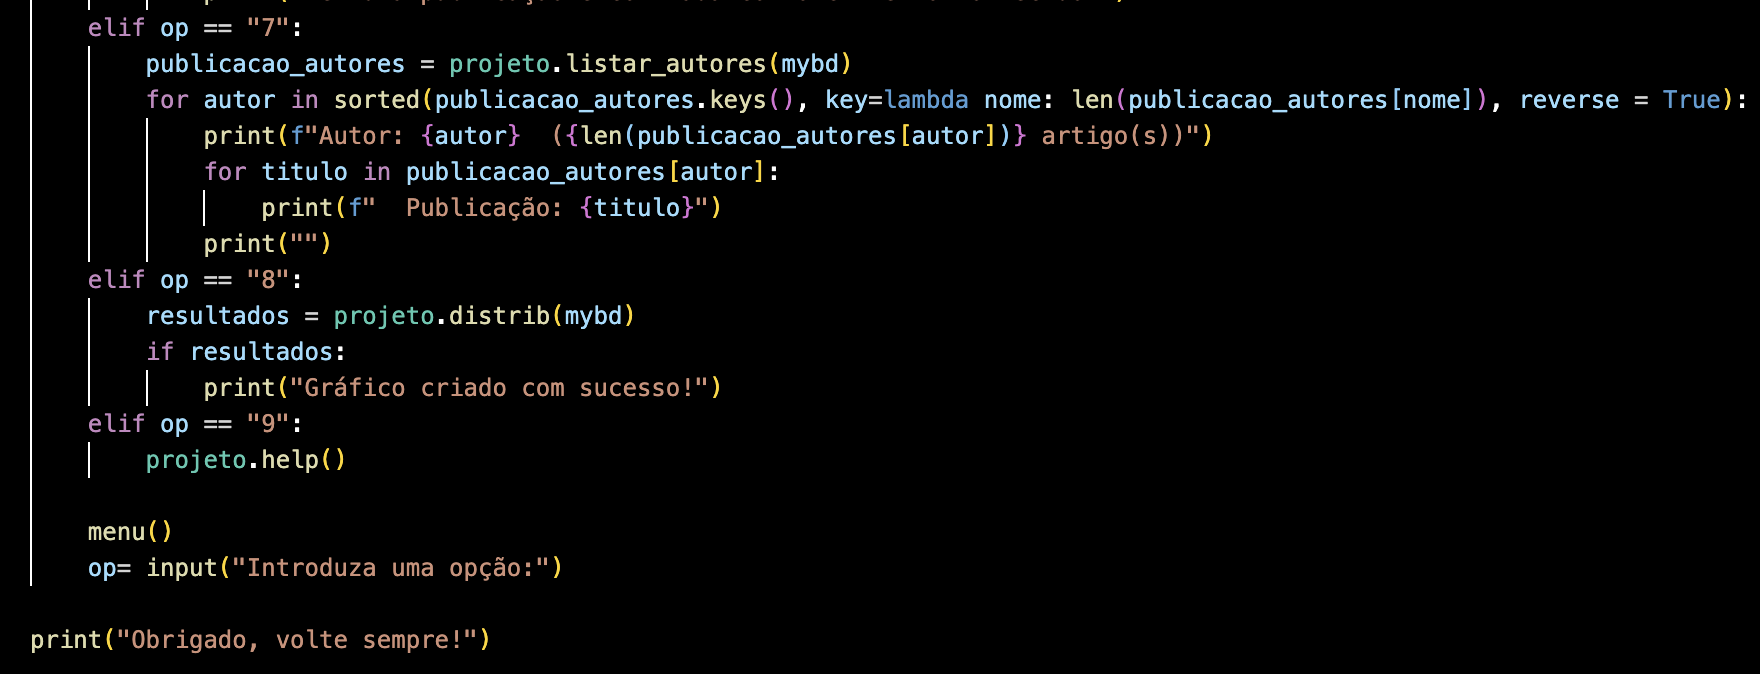 elif op == "7":
publicacao_autores = projeto.listar_autores(mybd)
for autor in sorted(publicacao_autores.keys(), key=lambda nome: len(publicacao_autores[nome]), reverse = True):
print(f"Autor: {autor}  ({len(publicacao_autores[autor])} artigo(s))")
for titulo in publicacao_autores[autor]:
print(f"  Publicação: {titulo}")
print("")
elif op == "8":
resultados = projeto.distrib(mybd)
if resultados:
print("Gráfico criado com sucesso!")
elif op == "9":
projeto.help()
menu()
op= input("Introduza uma opção:")
print("Obrigado, volte sempre!")